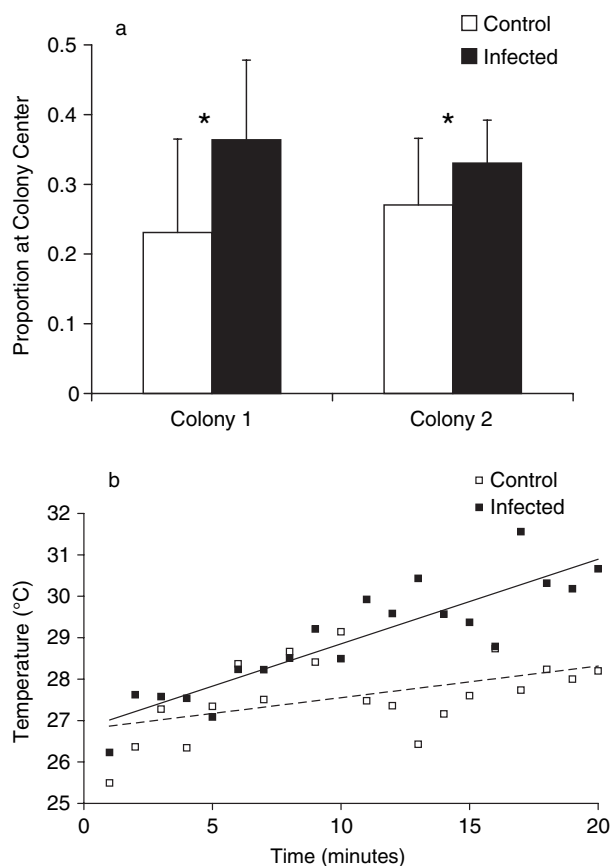 a
Control
Infected
0.5
0.4
0.3
0.2
0.1
0
Proportion at Colony Center
*
*
Colony 1
Colony 2
b
Control
Infected
32
31
30
29
28
27
26
25
Temperature (°C)
0
5
10
15
20
Time (minutes)